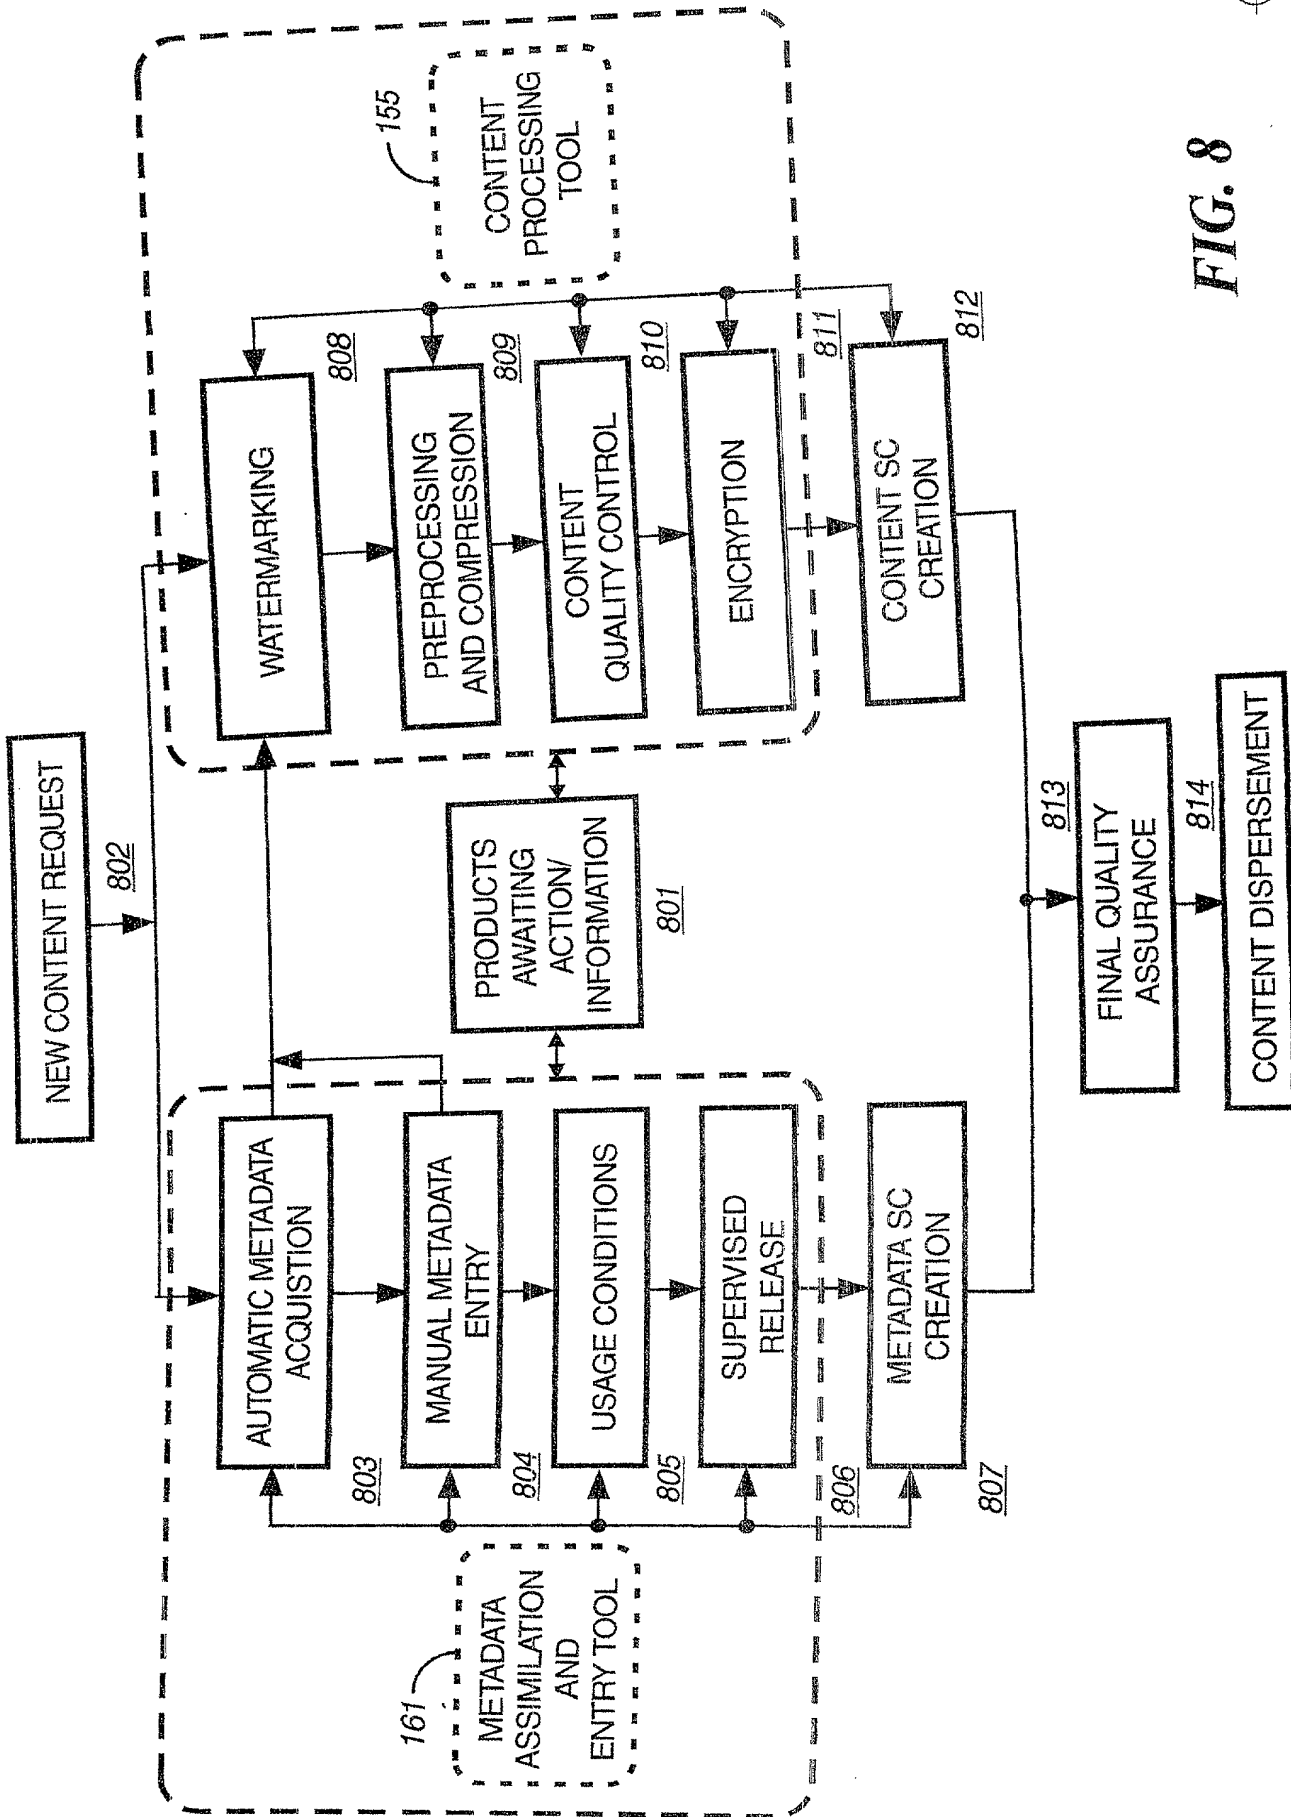 NEW CONTENT REQUEST
802
161
METADATA
ASSIMILATION
AND
ENTRY TOOL
AUTOMATIC METADATA
ACQUISTION
803
MANUAL METADATA
ENTRY
804
USAGE CONDITIONS
805
SUPERVISED
RELEASE
806
METADATA SC
CREATION
807
PRODUCTS
AWAITING
ACTION/
INFORMATION
801
WATERMARKING
808
PREPROCESSING
AND COMPRESSION
809
CONTENT
QUALITY CONTROL
810
ENCRYPTION
811
CONTENT SC
CREATION
812
155
CONTENT
PROCESSING
TOOL
813
FINAL QUALITY
ASSURANCE
814
CONTENT DISPERSEMENT
FIG. 8